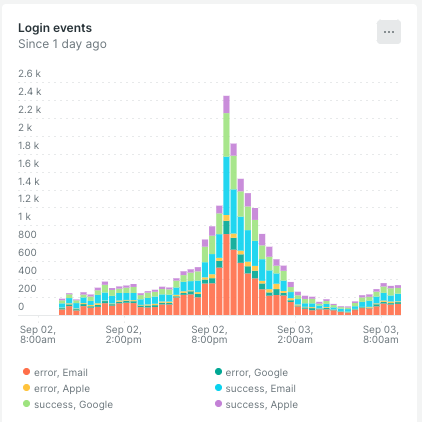 Login events
Since 1 day ago
...
2.6 k
2.4 k
2.2 k
2 k
1.8 k
1.6 k
1.4 k
1.2 k
1 k
800
600
400
200
0
Sep 02, 8:00am
Sep 02, 2:00pm
Sep 02, 8:00pm
Sep 03, 2:00am
Sep 03, 8:00am
error, Email
error, Google
error, Apple
success, Email
success, Google
success, Apple